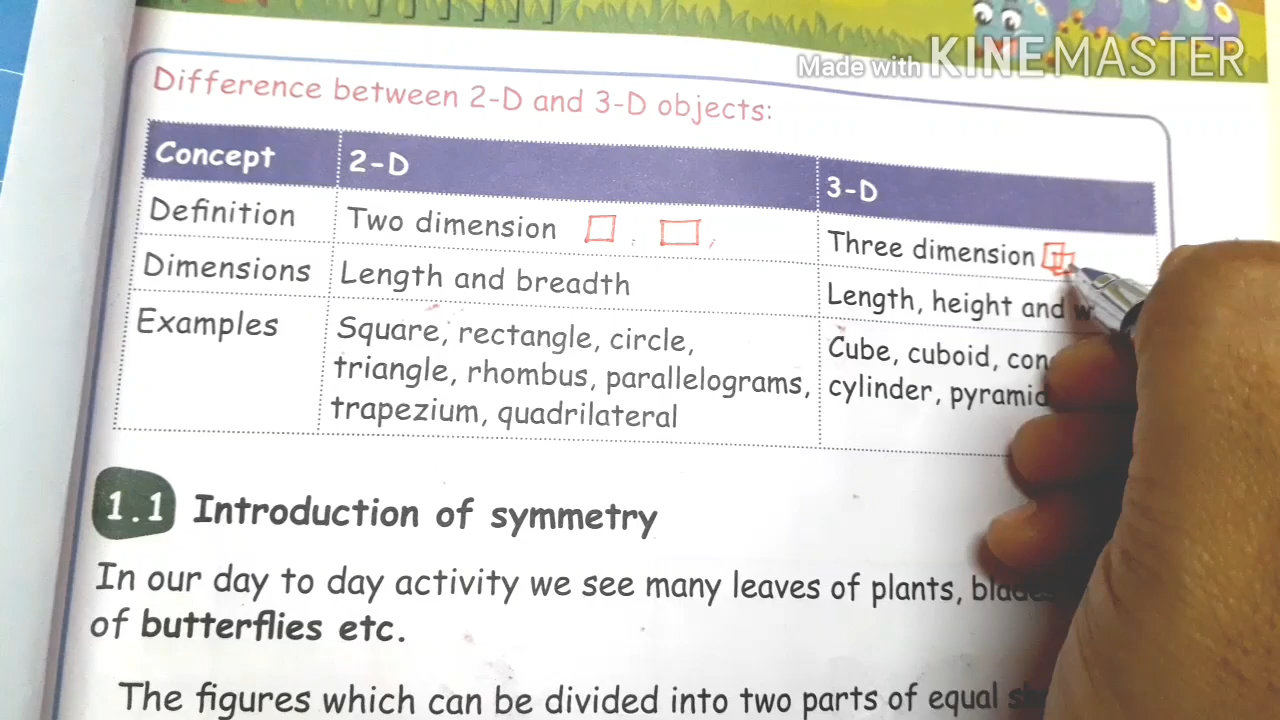 Made with KINEMASTER
Difference between 2-D and 3-D objects:
Concept 2-D 3-D
Definition Two dimension Three dimension
Dimensions Length and breadth Length, height and
Examples Square, rectangle, circle, Cube, cuboid,
triangle, rhombus, parallelograms, cylinder, pyramid
trapezium, quadrilateral
1.1 Introduction of symmetry
In our day to day activity we see many leaves of plants,
of butterflies etc.
The figures which can be divided into two parts of equal